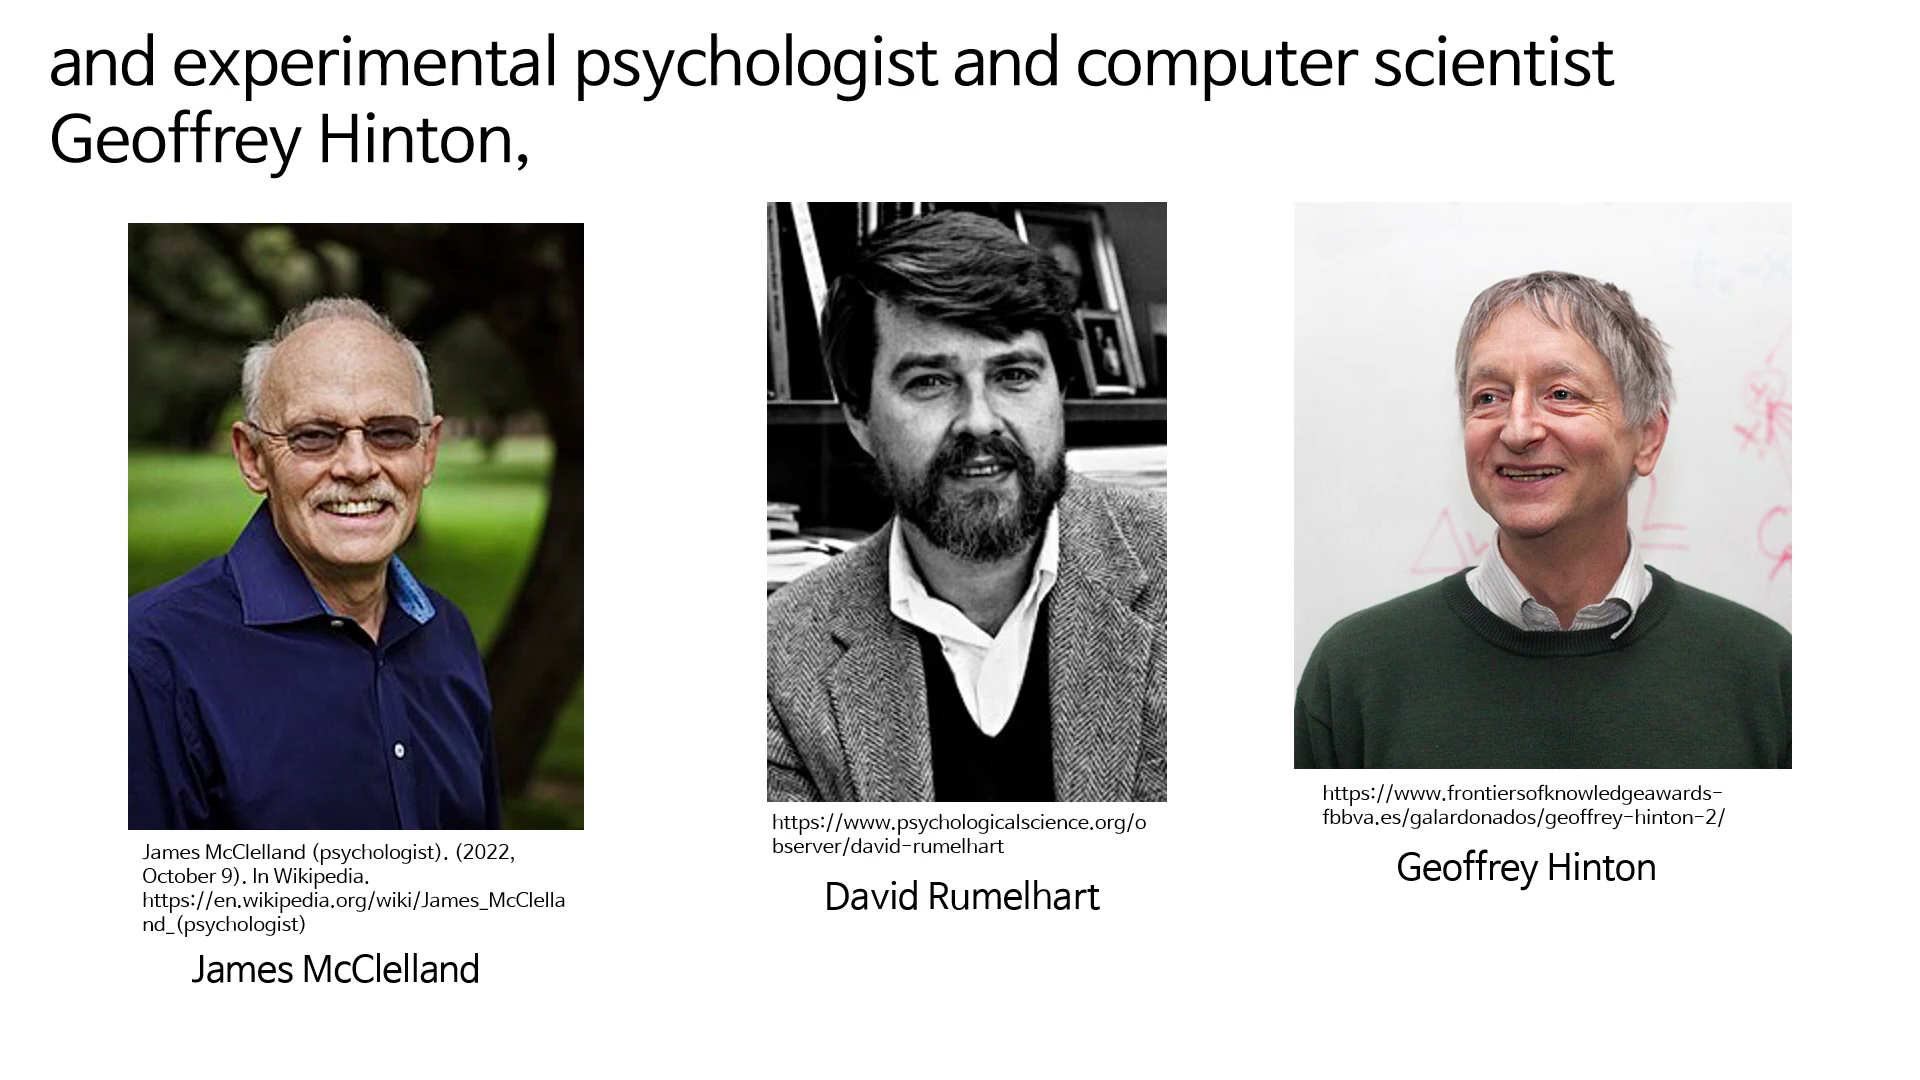 and experimental psychologist and computer scientist
Geoffrey Hinton,
James McClelland (psychologist). (2022,
October 9). In Wikipedia.
https://en.wikipedia.org/wiki/James_McClella
nd_(psychologist)
James McClelland
https://www.psychologicalscience.org/o
bserver/david-rumelhart
David Rumelhart
https://www.frontiersofknowledgeawards-
fbbva.es/galardonados/geoffrey-hinton-2/
Geoffrey Hinton